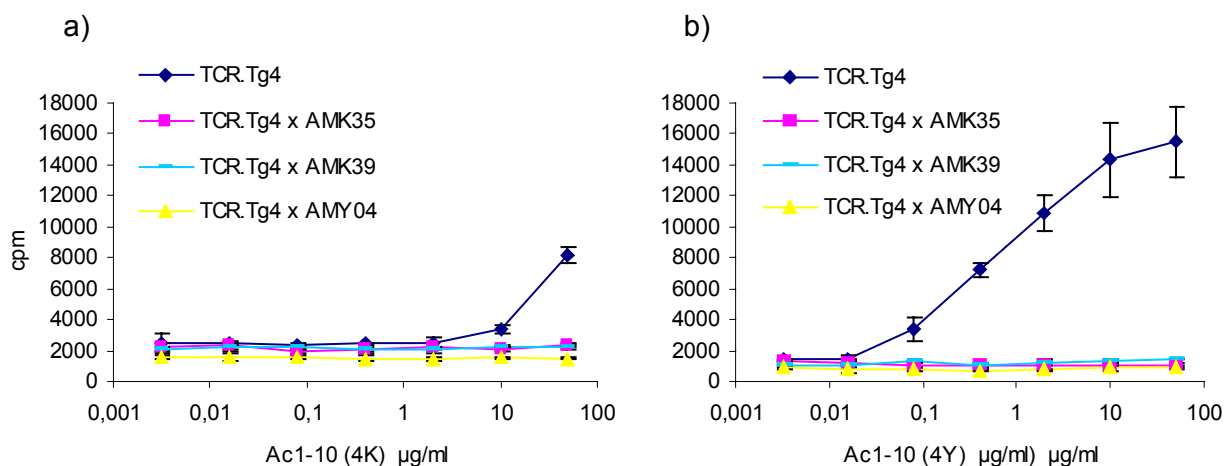 a)
TCR.Tg4
TCR.Tg4 x AMK35
TCR.Tg4 x AMK39
TCR.Tg4 x AMY04
cpm
18000
16000
14000
12000
10000
8000
6000
4000
2000
0
0,001 0,01 0,1 1 10 100
Ac1-10 (4K) µg/ml
b)
TCR.Tg4
TCR.Tg4 x AMK35
TCR.Tg4 x AMK39
TCR.Tg4 x AMY04
18000
16000
14000
12000
10000
8000
6000
4000
2000
0
0,001 0,01 0,1 1 10 100
Ac1-10 (4Y) µg/ml) µg/ml